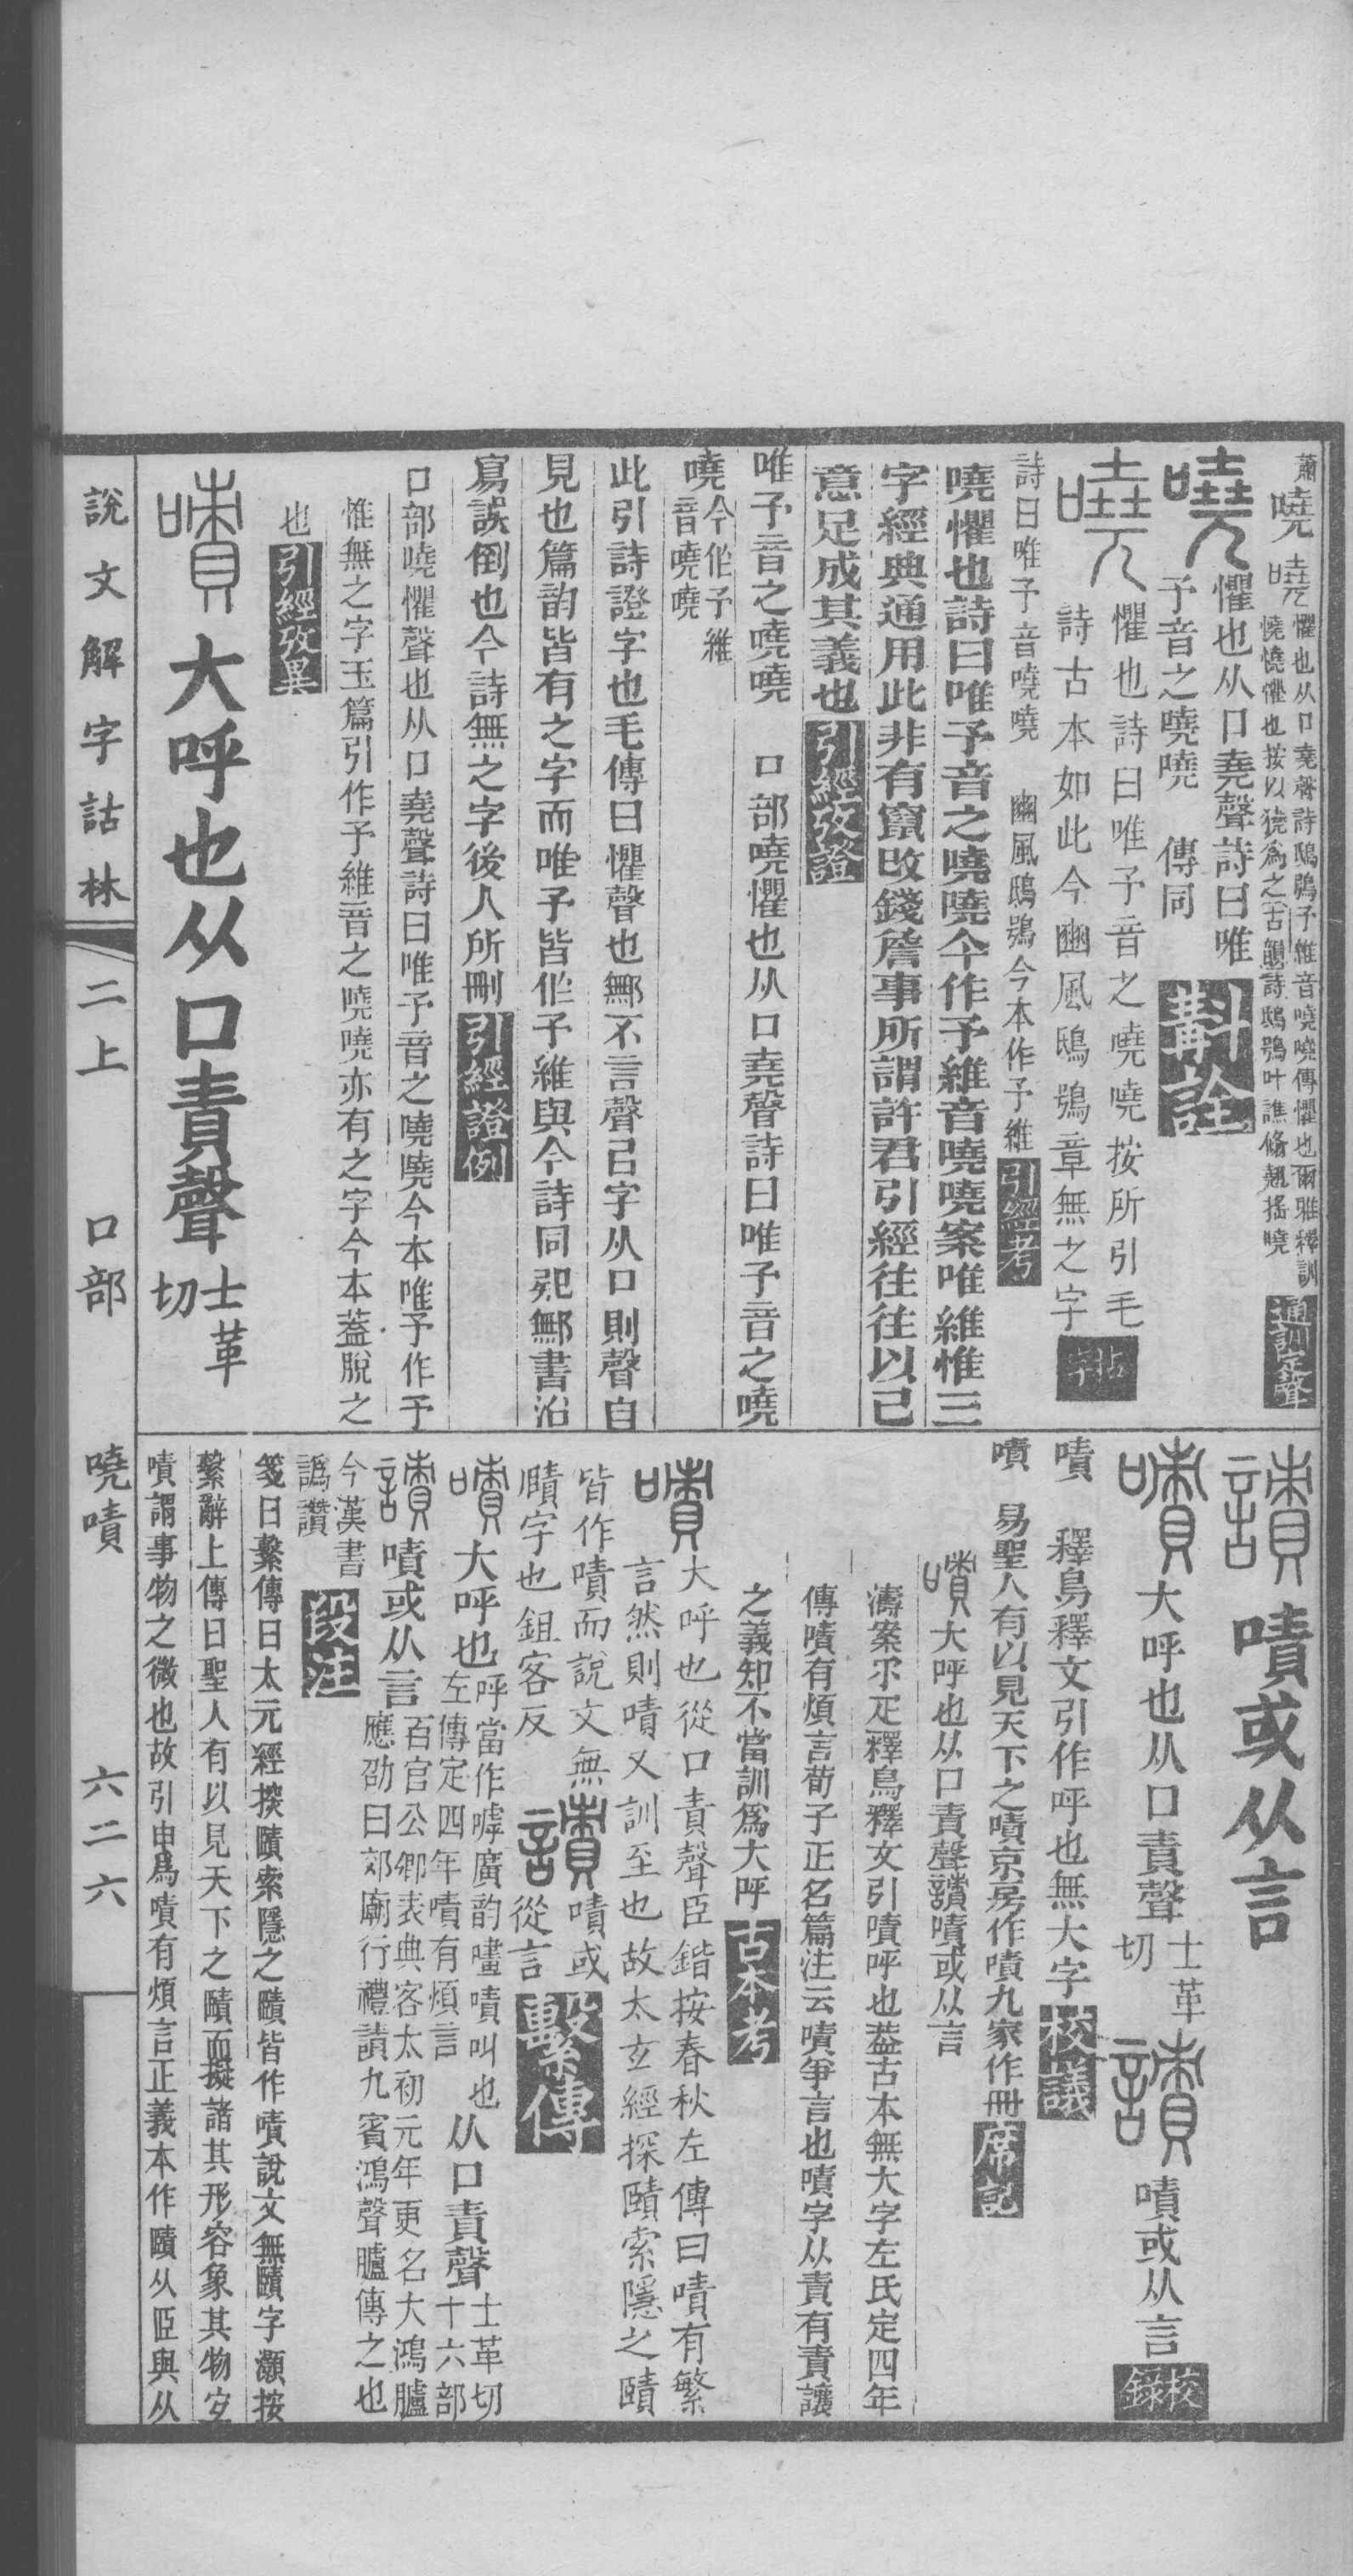 蕭
嘵 嘵 懼也从口堯聲詩鴟鴞予維音嘵嘵傳懼也爾雅釋訓
憢憢懼也按以獟為之古韻詩鴟鴞叶譙翛翹搖嘵 通訓定聲
嘵 懼也从口堯聲詩曰唯
予音之嘵嘵 傳同 斠詮
嘵 懼也詩曰唯予音之嘵嘵按所引毛
詩古本如此今豳風鴟鴞章無之字 拈字
詩曰唯予音嘵嘵 豳風鴟鴞今本作予維 引經考
嘵懼也詩曰唯予音之嘵嘵今作予維音嘵嘵案唯維惟三
字經典通用此非有竄改錢詹事所謂許君引經往往以己
意足成其義也 引經攷證
唯予音之嘵嘵 口部嘵懼也从口堯聲詩曰唯予音之嘵
嘵 今作予維
音嘵嘵
此引詩證字也毛傳曰懼聲也鄦不言聲己字从口則聲自
見也篇韵皆有之字而唯予皆作予維與今詩同疑鄦書沿
寫誤倒也今詩無之字後人所刪 引經證例
口部嘵懼聲也从口堯聲詩曰唯予音之嘵嘵今本唯予作予
惟無之字玉篇引作予維音之嘵嘵亦有之字今本蓋脫之
也 引經攷異
嘖 大呼也从口責聲 士革
切
讀 嘖或从言
嘖 大呼也从口責聲 士革
切 讀 嘖或从言 校錄
嘖 釋鳥釋文引作呼也無大字 校議
嘖 易聖人有以見天下之嘖京房作嘖九家作冊 席記
嘖 大呼也从口責聲讀嘖或从言
濤案尒疋釋鳥釋文引嘖呼也葢古本無大字左氏定四年
傳嘖有煩言荀子正名篇注云嘖爭言也嘖字从責有責讓
之義知不當訓爲大呼 古本考
嘖 大呼也從口責聲臣鍇按春秋左傳曰嘖有繁
言然則嘖又訓至也故太玄經探賾索隱之賾
皆作嘖而說文無 讀 嘖或
賾字也鉏客反 從言 繫傳
嘖 大呼也 呼當作嘑廣韵嚍嘖叫也
左傳定四年嘖有煩言 从口責聲 士革切
十六部
讀 嘖或从言 百官公卿表典客太初元年更名大鴻臚
應劭曰郊廟行禮讀九賓鴻聲臚傳之也
今漢書
譌讚 段注
箋曰繫傳曰太元經探賾索隱之賾皆作嘖說文無賾字灝按
繫辭上傳曰聖人有以見天下之賾而擬諸其形容象其物宜
嘖謂事物之微也故引申爲嘖有煩言正義本作賾从𦣞與从
說文解字詁林 二上 口部 嘵嘖 六二六